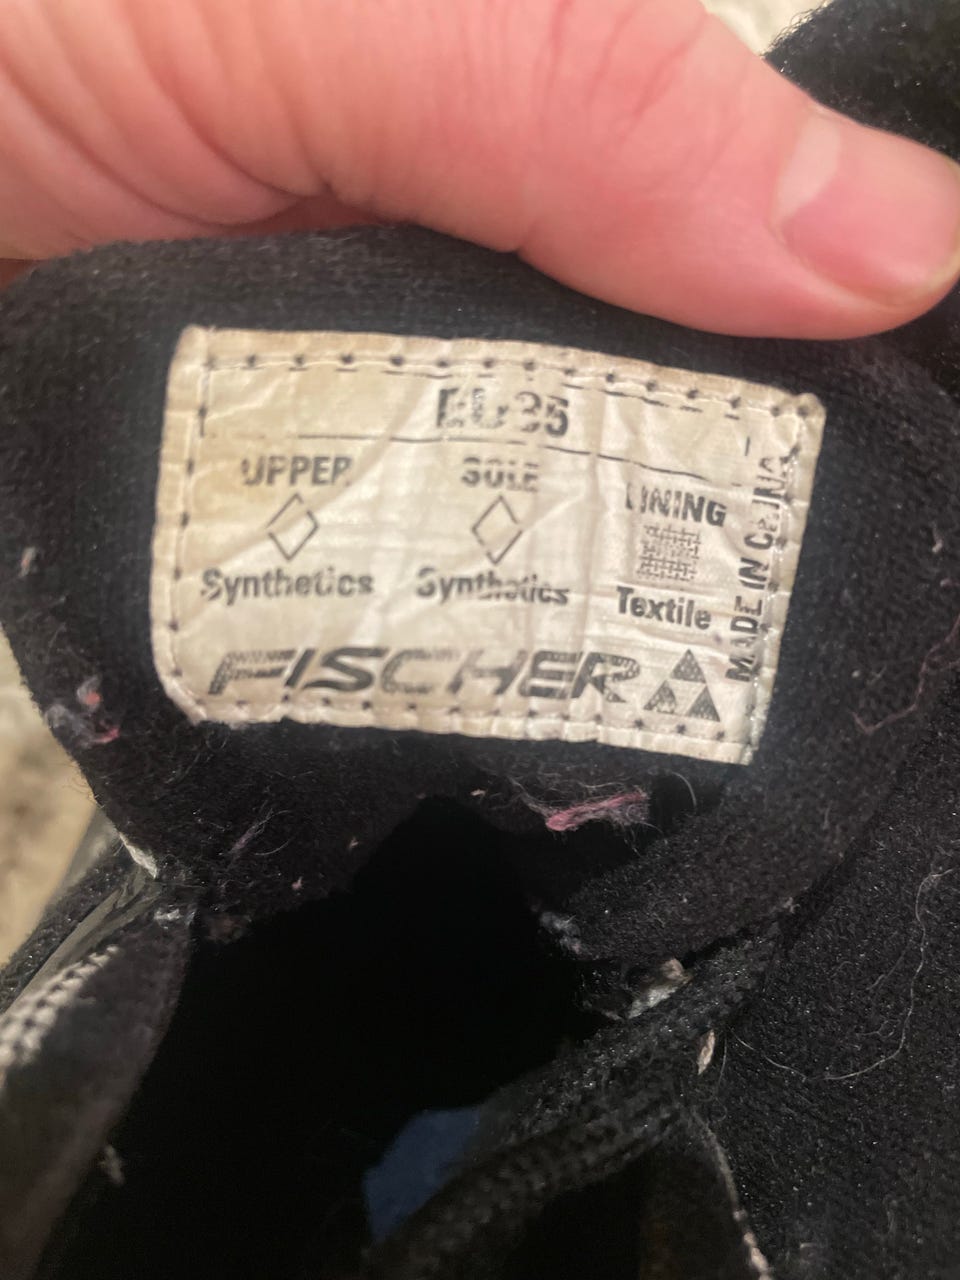 EU 35
UPPER SOLE LINING
Synthetics Synthetics Textile
FISCHER
MADE IN CHINA